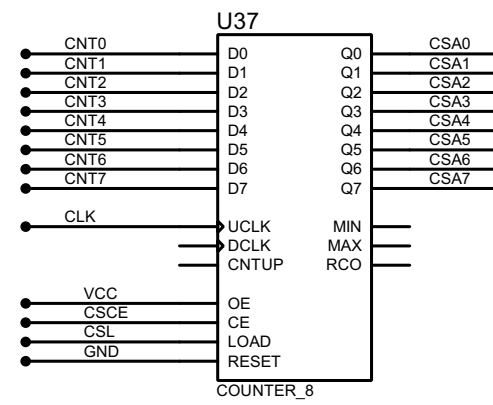 U37
CNT0 D0 Q0 CSA0
CNT1 D1 Q1 CSA1
CNT2 D2 Q2 CSA2
CNT3 D3 Q3 CSA3
CNT4 D4 Q4 CSA4
CNT5 D5 Q5 CSA5
CNT6 D6 Q6 CSA6
CNT7 D7 Q7 CSA7
CLK UCLK MIN
DCLK MAX
CNTUP RCO
VCC OE
CSCE CE
CSL LOAD
GND RESET
COUNTER_8